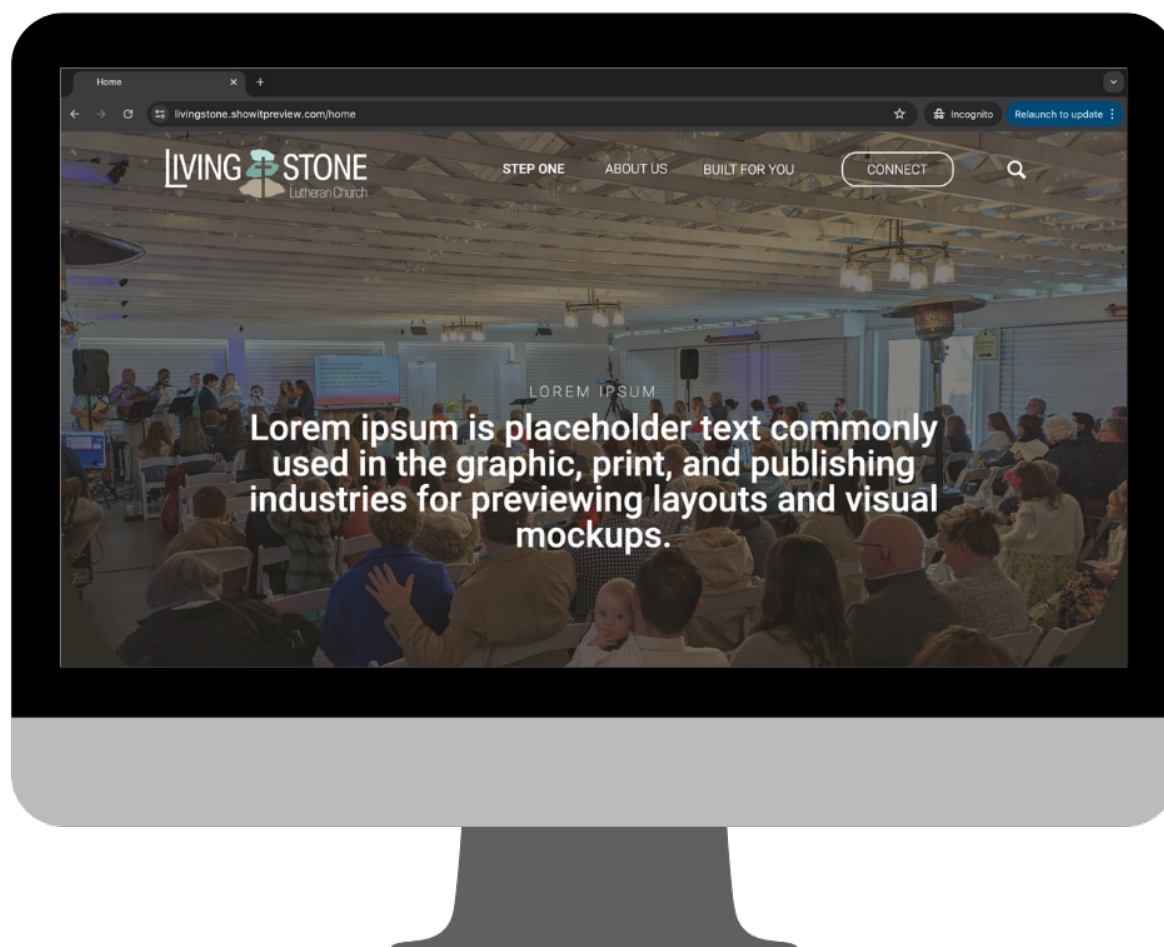 Home
livingstone.showitpreview.com/home
Incognito
Relaunch to update
LIVING STONE
Lutheran Church
STEP ONE
ABOUT US
BUILT FOR YOU
CONNECT
LOREM IPSUM
Lorem ipsum is placeholder text commonly
used in the graphic, print, and publishing
industries for previewing layouts and visual
mockups.